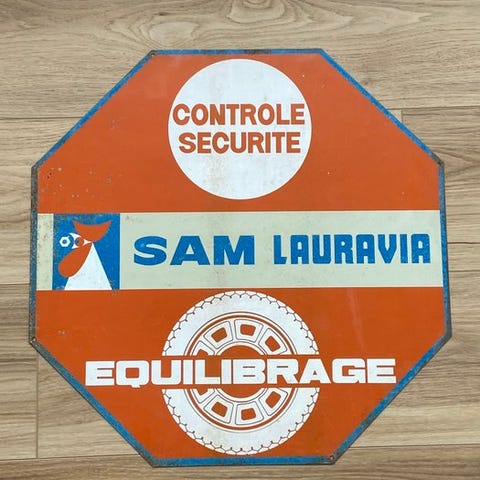 CONTROLE
SECURITE
SAM LAURAVIA
EQUILIBRAGE